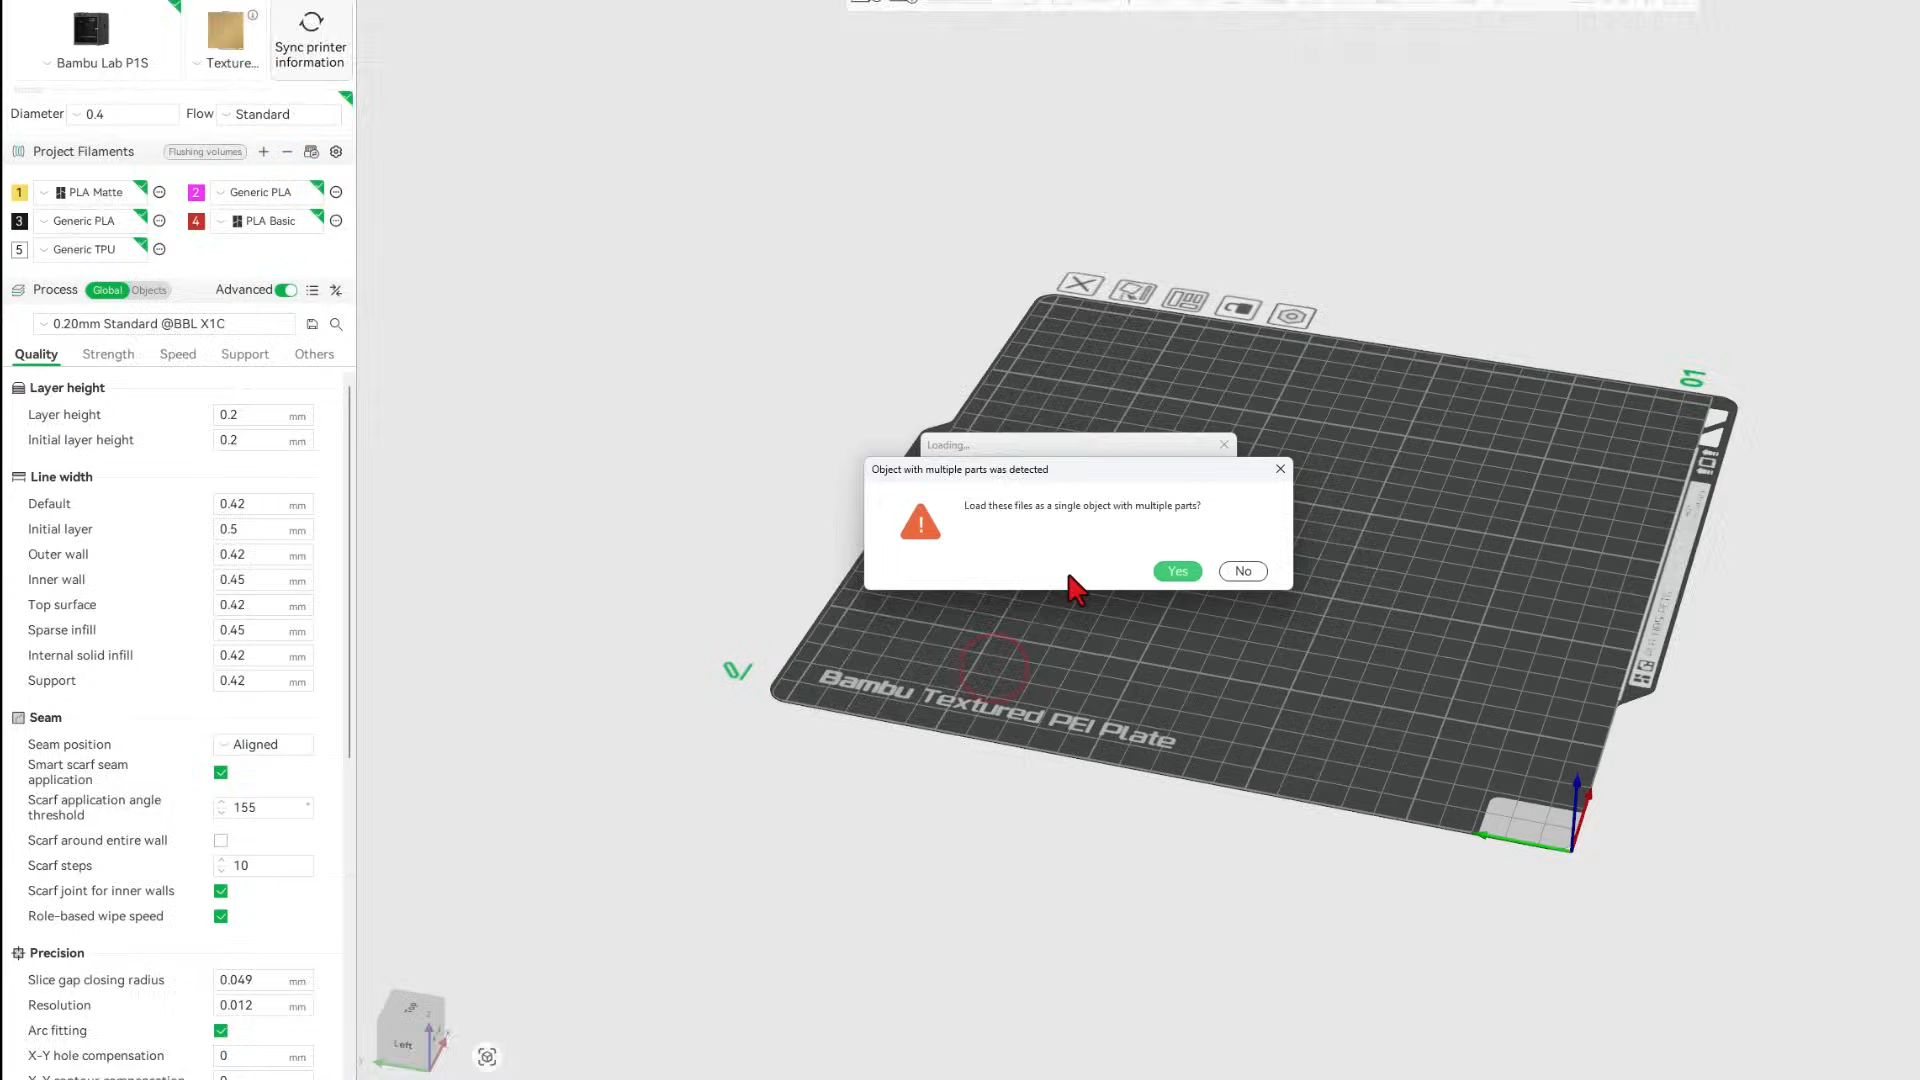 Bambu Lab P1S
Texture...
Sync printer
information
Diameter
0.4
Flow
Standard
Project Filaments
Flushing volumes
1
PLA Matte
2
Generic PLA
3
Generic PLA
4
PLA Basic
5
Generic TPU
Process
Global
Objects
Advanced
0.20mm Standard @BBL X1C
Quality
Strength
Speed
Support
Others
Layer height
Layer height
0.2
mm
Initial layer height
0.2
mm
Line width
Default
0.42
mm
Initial layer
0.5
mm
Outer wall
0.42
mm
Inner wall
0.45
mm
Top surface
0.42
mm
Sparse infill
0.45
mm
Internal solid infill
0.42
mm
Support
0.42
mm
Seam
Seam position
Aligned
Smart scarf seam
application
Scarf application angle
threshold
155
°
Scarf around entire wall
Scarf steps
10
Scarf joint for inner walls
Role-based wipe speed
Precision
Slice gap closing radius
0.049
mm
Resolution
0.012
mm
Arc fitting
X-Y hole compensation
0
mm
01
Loading...
Object with multiple parts was detected
Load these files as a single object with multiple parts?
Yes
No
Bambu Textured PEI Plate
Top
Left